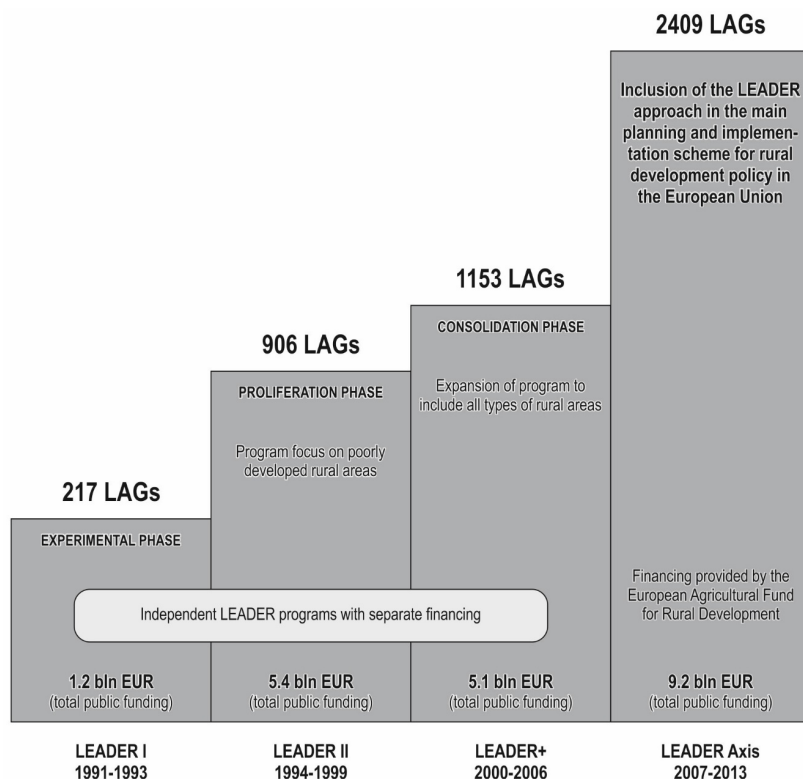 2409 LAGs
Inclusion of the LEADER
approach in the main
planning and implemen-
tation scheme for rural
development policy in
the European Union
1153 LAGs
CONSOLIDATION PHASE
Expansion of program to
include all types of rural areas
906 LAGs
PROLIFERATION PHASE
Program focus on poorly
developed rural areas
217 LAGs
EXPERIMENTAL PHASE
Independent LEADER programs with separate financing
Financing provided by the
European Agricultural Fund
for Rural Development
1.2 bln EUR
(total public funding)
5.4 bln EUR
(total public funding)
5.1 bln EUR
(total public funding)
9.2 bln EUR
(total public funding)
LEADER I
1991-1993
LEADER II
1994-1999
LEADER+
2000-2006
LEADER Axis
2007-2013